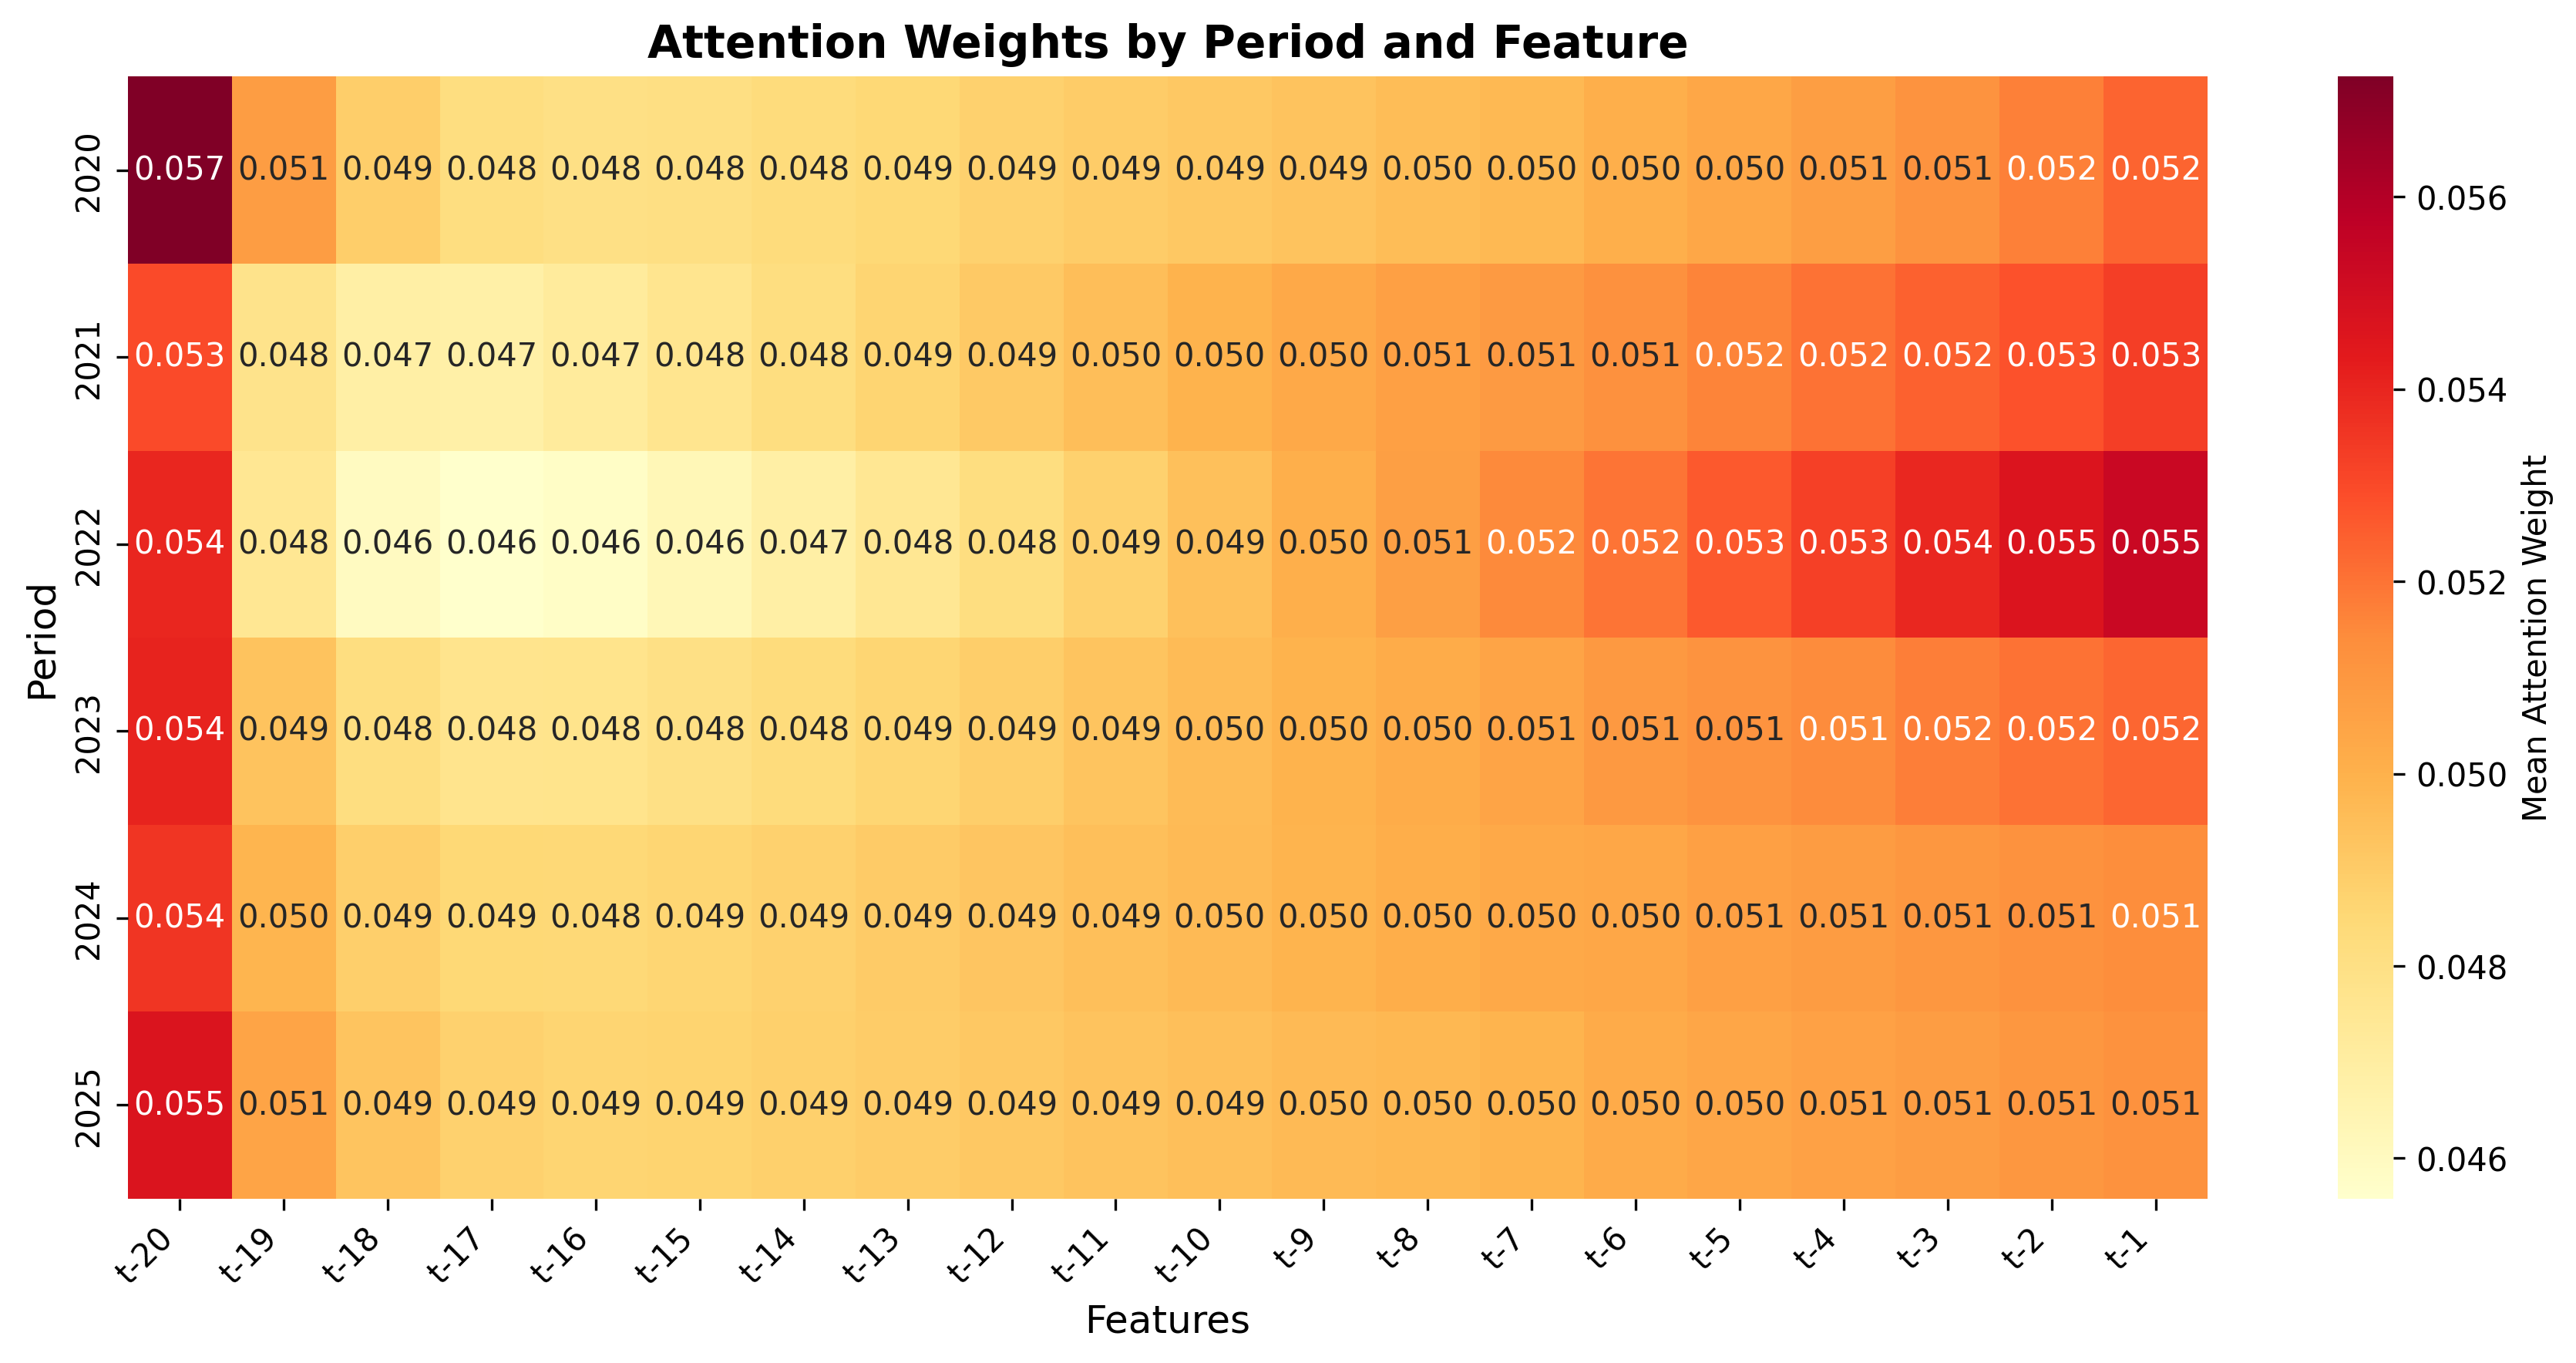 Attention Weights by Period and Feature
2020 0.057 0.051 0.049 0.048 0.048 0.048 0.048 0.049 0.049 0.049 0.049 0.049 0.050 0.050 0.050 0.050 0.051 0.051 0.052 0.052
2021 0.053 0.048 0.047 0.047 0.047 0.048 0.048 0.049 0.049 0.050 0.050 0.050 0.051 0.051 0.051 0.052 0.052 0.052 0.053 0.053
2022 0.054 0.048 0.046 0.046 0.046 0.046 0.047 0.048 0.048 0.049 0.049 0.050 0.051 0.052 0.052 0.053 0.053 0.054 0.055 0.055
2023 0.054 0.049 0.048 0.048 0.048 0.048 0.048 0.049 0.049 0.049 0.050 0.050 0.050 0.051 0.051 0.051 0.051 0.052 0.052 0.052
2024 0.054 0.050 0.049 0.049 0.048 0.049 0.049 0.049 0.049 0.049 0.050 0.050 0.050 0.050 0.050 0.051 0.051 0.051 0.051 0.051
2025 0.055 0.051 0.049 0.049 0.049 0.049 0.049 0.049 0.049 0.049 0.049 0.050 0.050 0.050 0.050 0.050 0.051 0.051 0.051 0.051
Period
t-20 t-19 t-18 t-17 t-16 t-15 t-14 t-13 t-12 t-11 t-10 t-9 t-8 t-7 t-6 t-5 t-4 t-3 t-2 t-1
Features
0.056
0.054
0.052
0.050
0.048
0.046
Mean Attention Weight